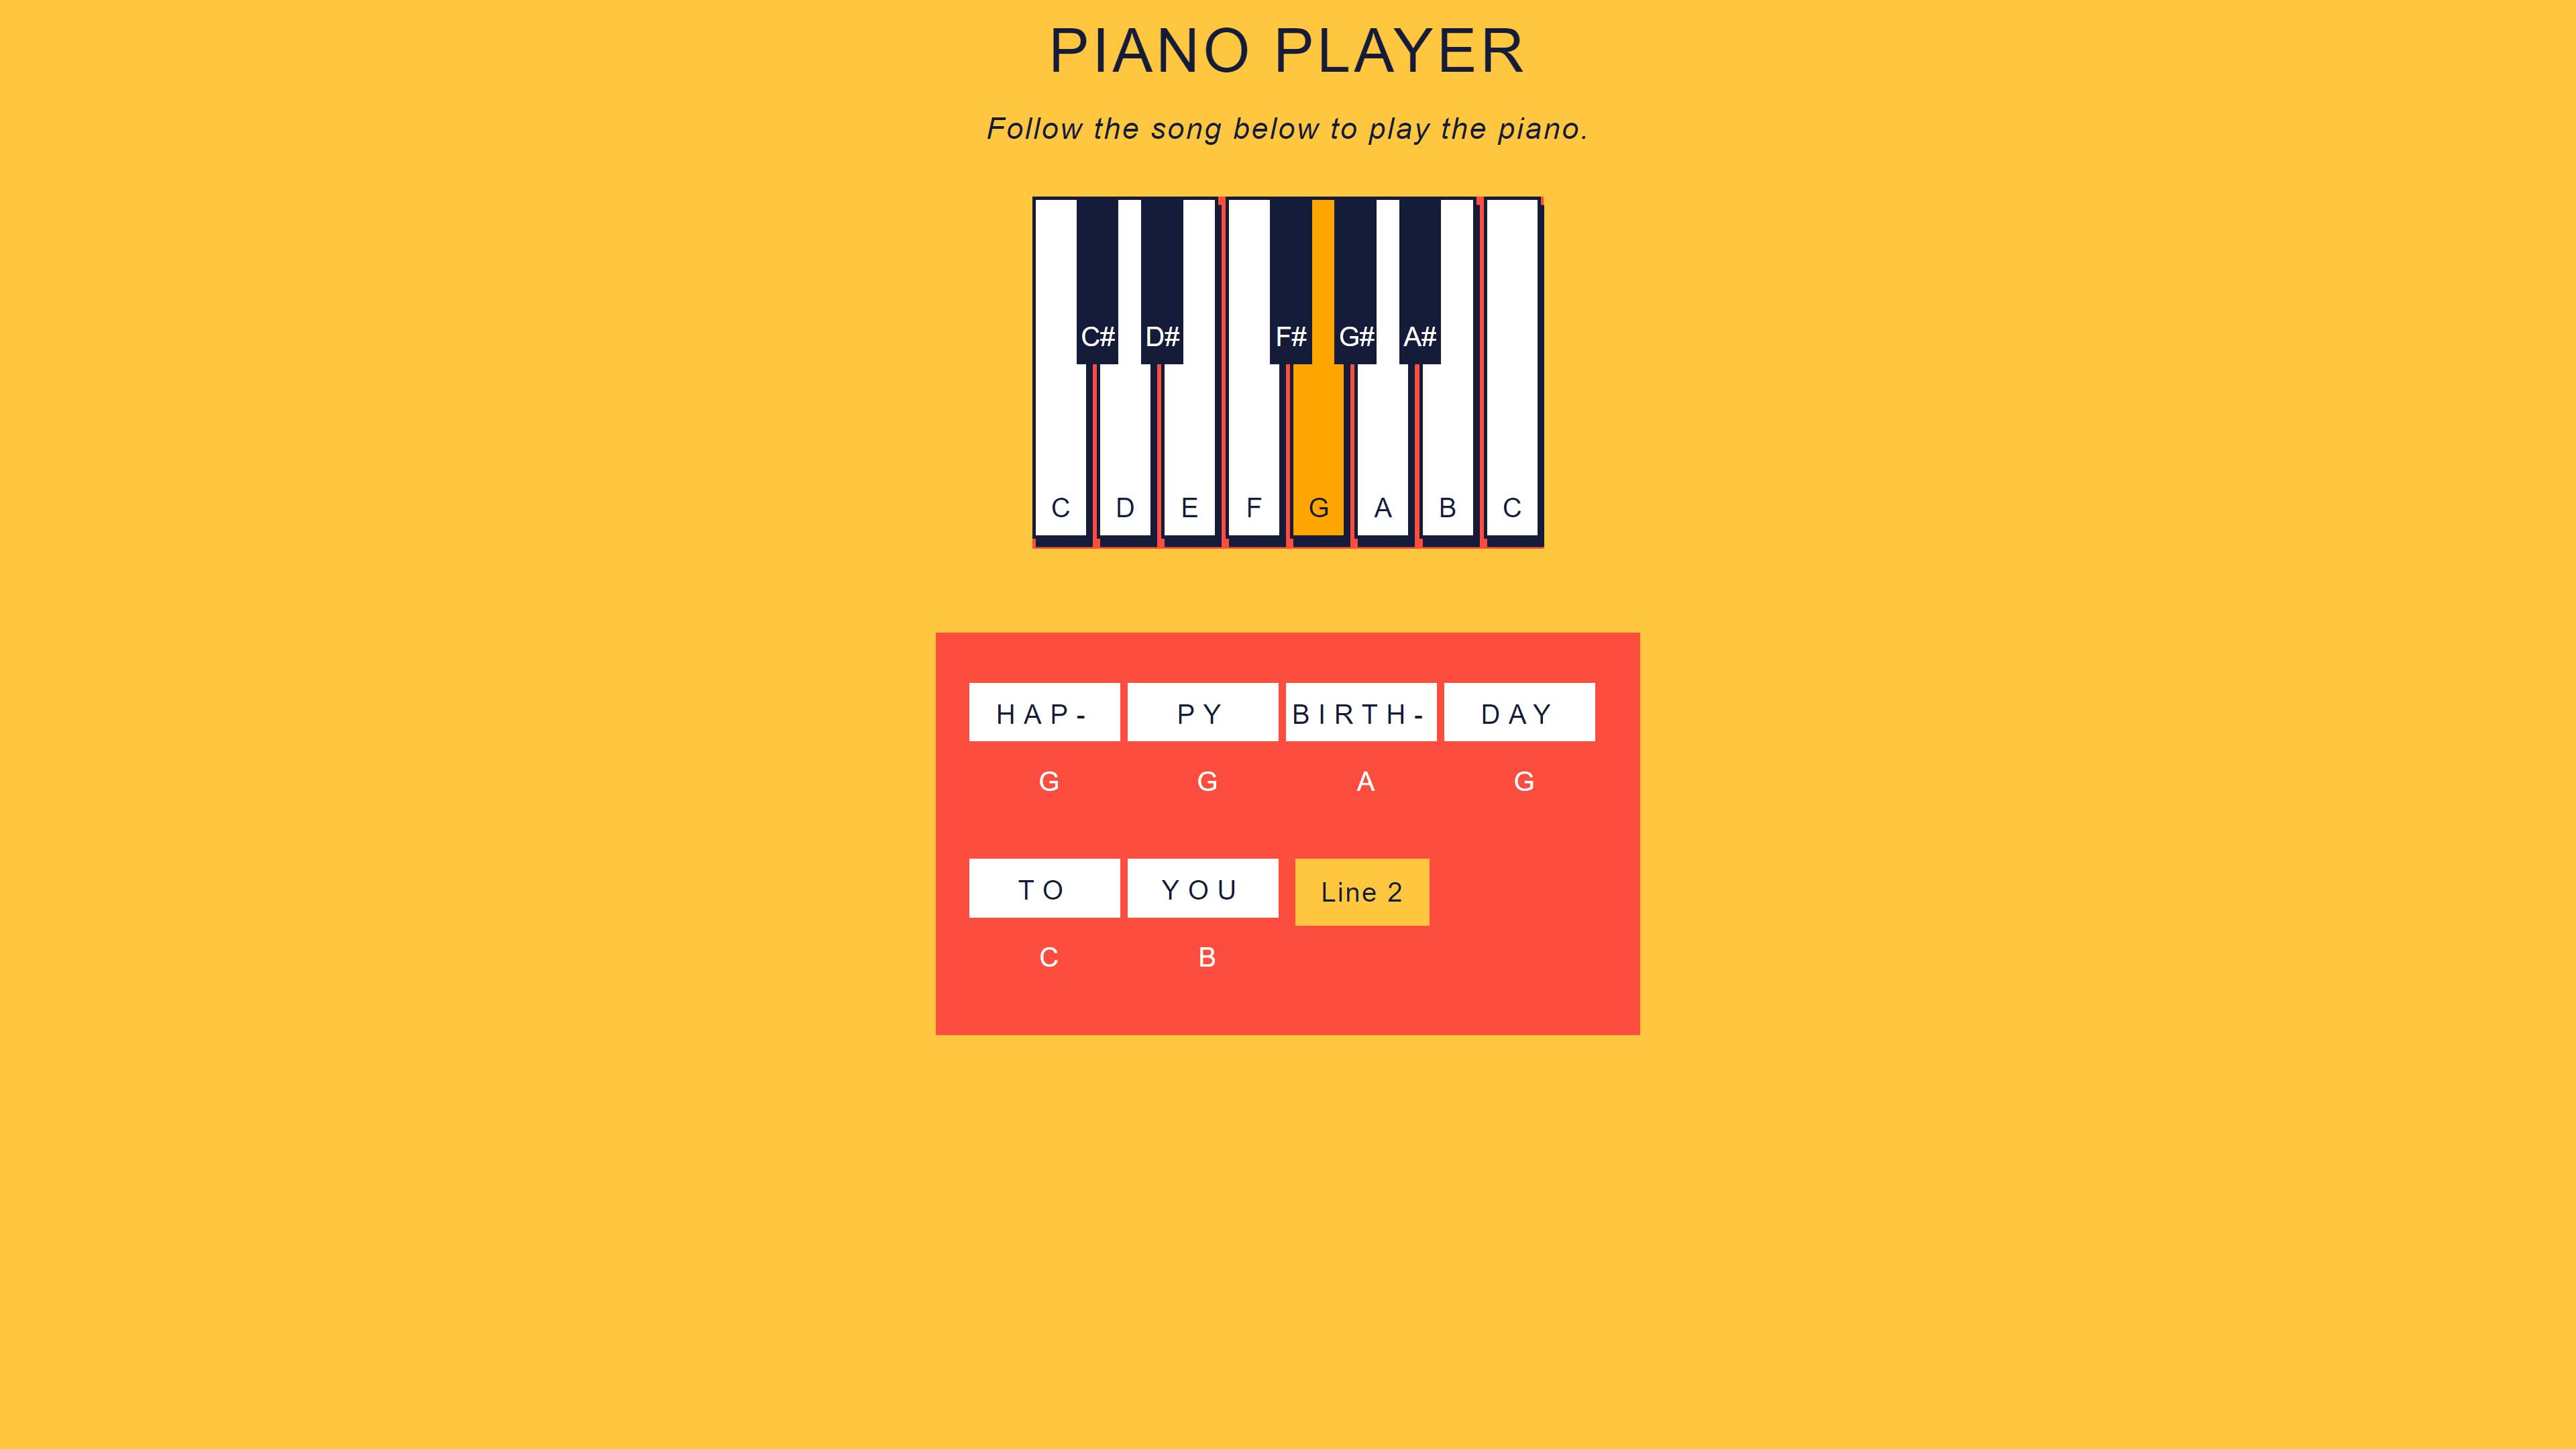 PIANO PLAYER
Follow the song below to play the piano.
C# D# F# G# A#
C D E F G A B C
HAP- PY BIRTH- DAY
G G A G
TO YOU Line 2
C B